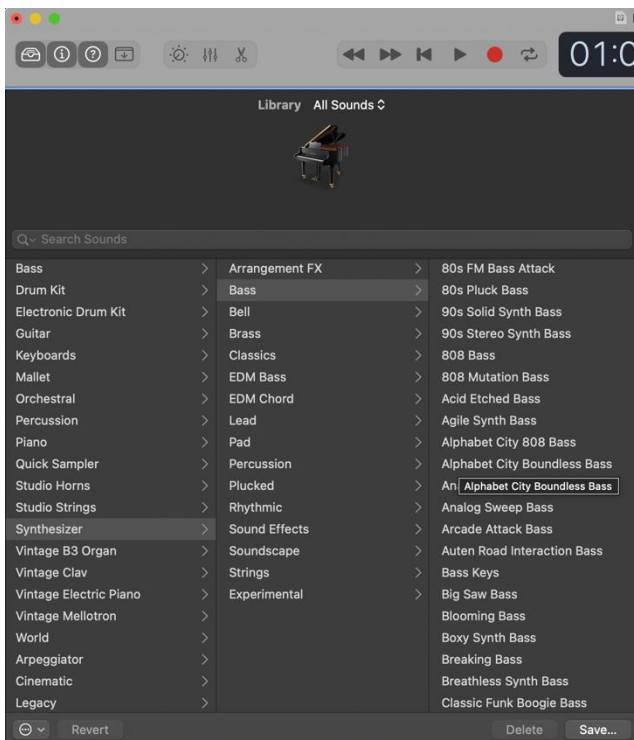 01:0
Library All Sounds
Search Sounds
Bass
Drum Kit
Electronic Drum Kit
Guitar
Keyboards
Mallet
Orchestral
Percussion
Piano
Quick Sampler
Studio Horns
Studio Strings
Synthesizer
Vintage B3 Organ
Vintage Clav
Vintage Electric Piano
Vintage Mellotron
World
Arpeggiator
Cinematic
Legacy
Arrangement FX
Bass
Bell
Brass
Classics
EDM Bass
EDM Chord
Lead
Pad
Percussion
Plucked
Rhythmic
Sound Effects
Soundscape
Strings
Experimental
80s FM Bass Attack
80s Pluck Bass
90s Solid Synth Bass
90s Stereo Synth Bass
808 Bass
808 Mutation Bass
Acid Etched Bass
Agile Synth Bass
Alphabet City 808 Bass
Alphabet City Boundless Bass
An Alphabet City Boundless Bass
Analog Sweep Bass
Arcade Attack Bass
Auten Road Interaction Bass
Bass Keys
Big Saw Bass
Blooming Bass
Boxy Synth Bass
Breaking Bass
Breathless Synth Bass
Classic Funk Boogie Bass
Revert
Delete Save...